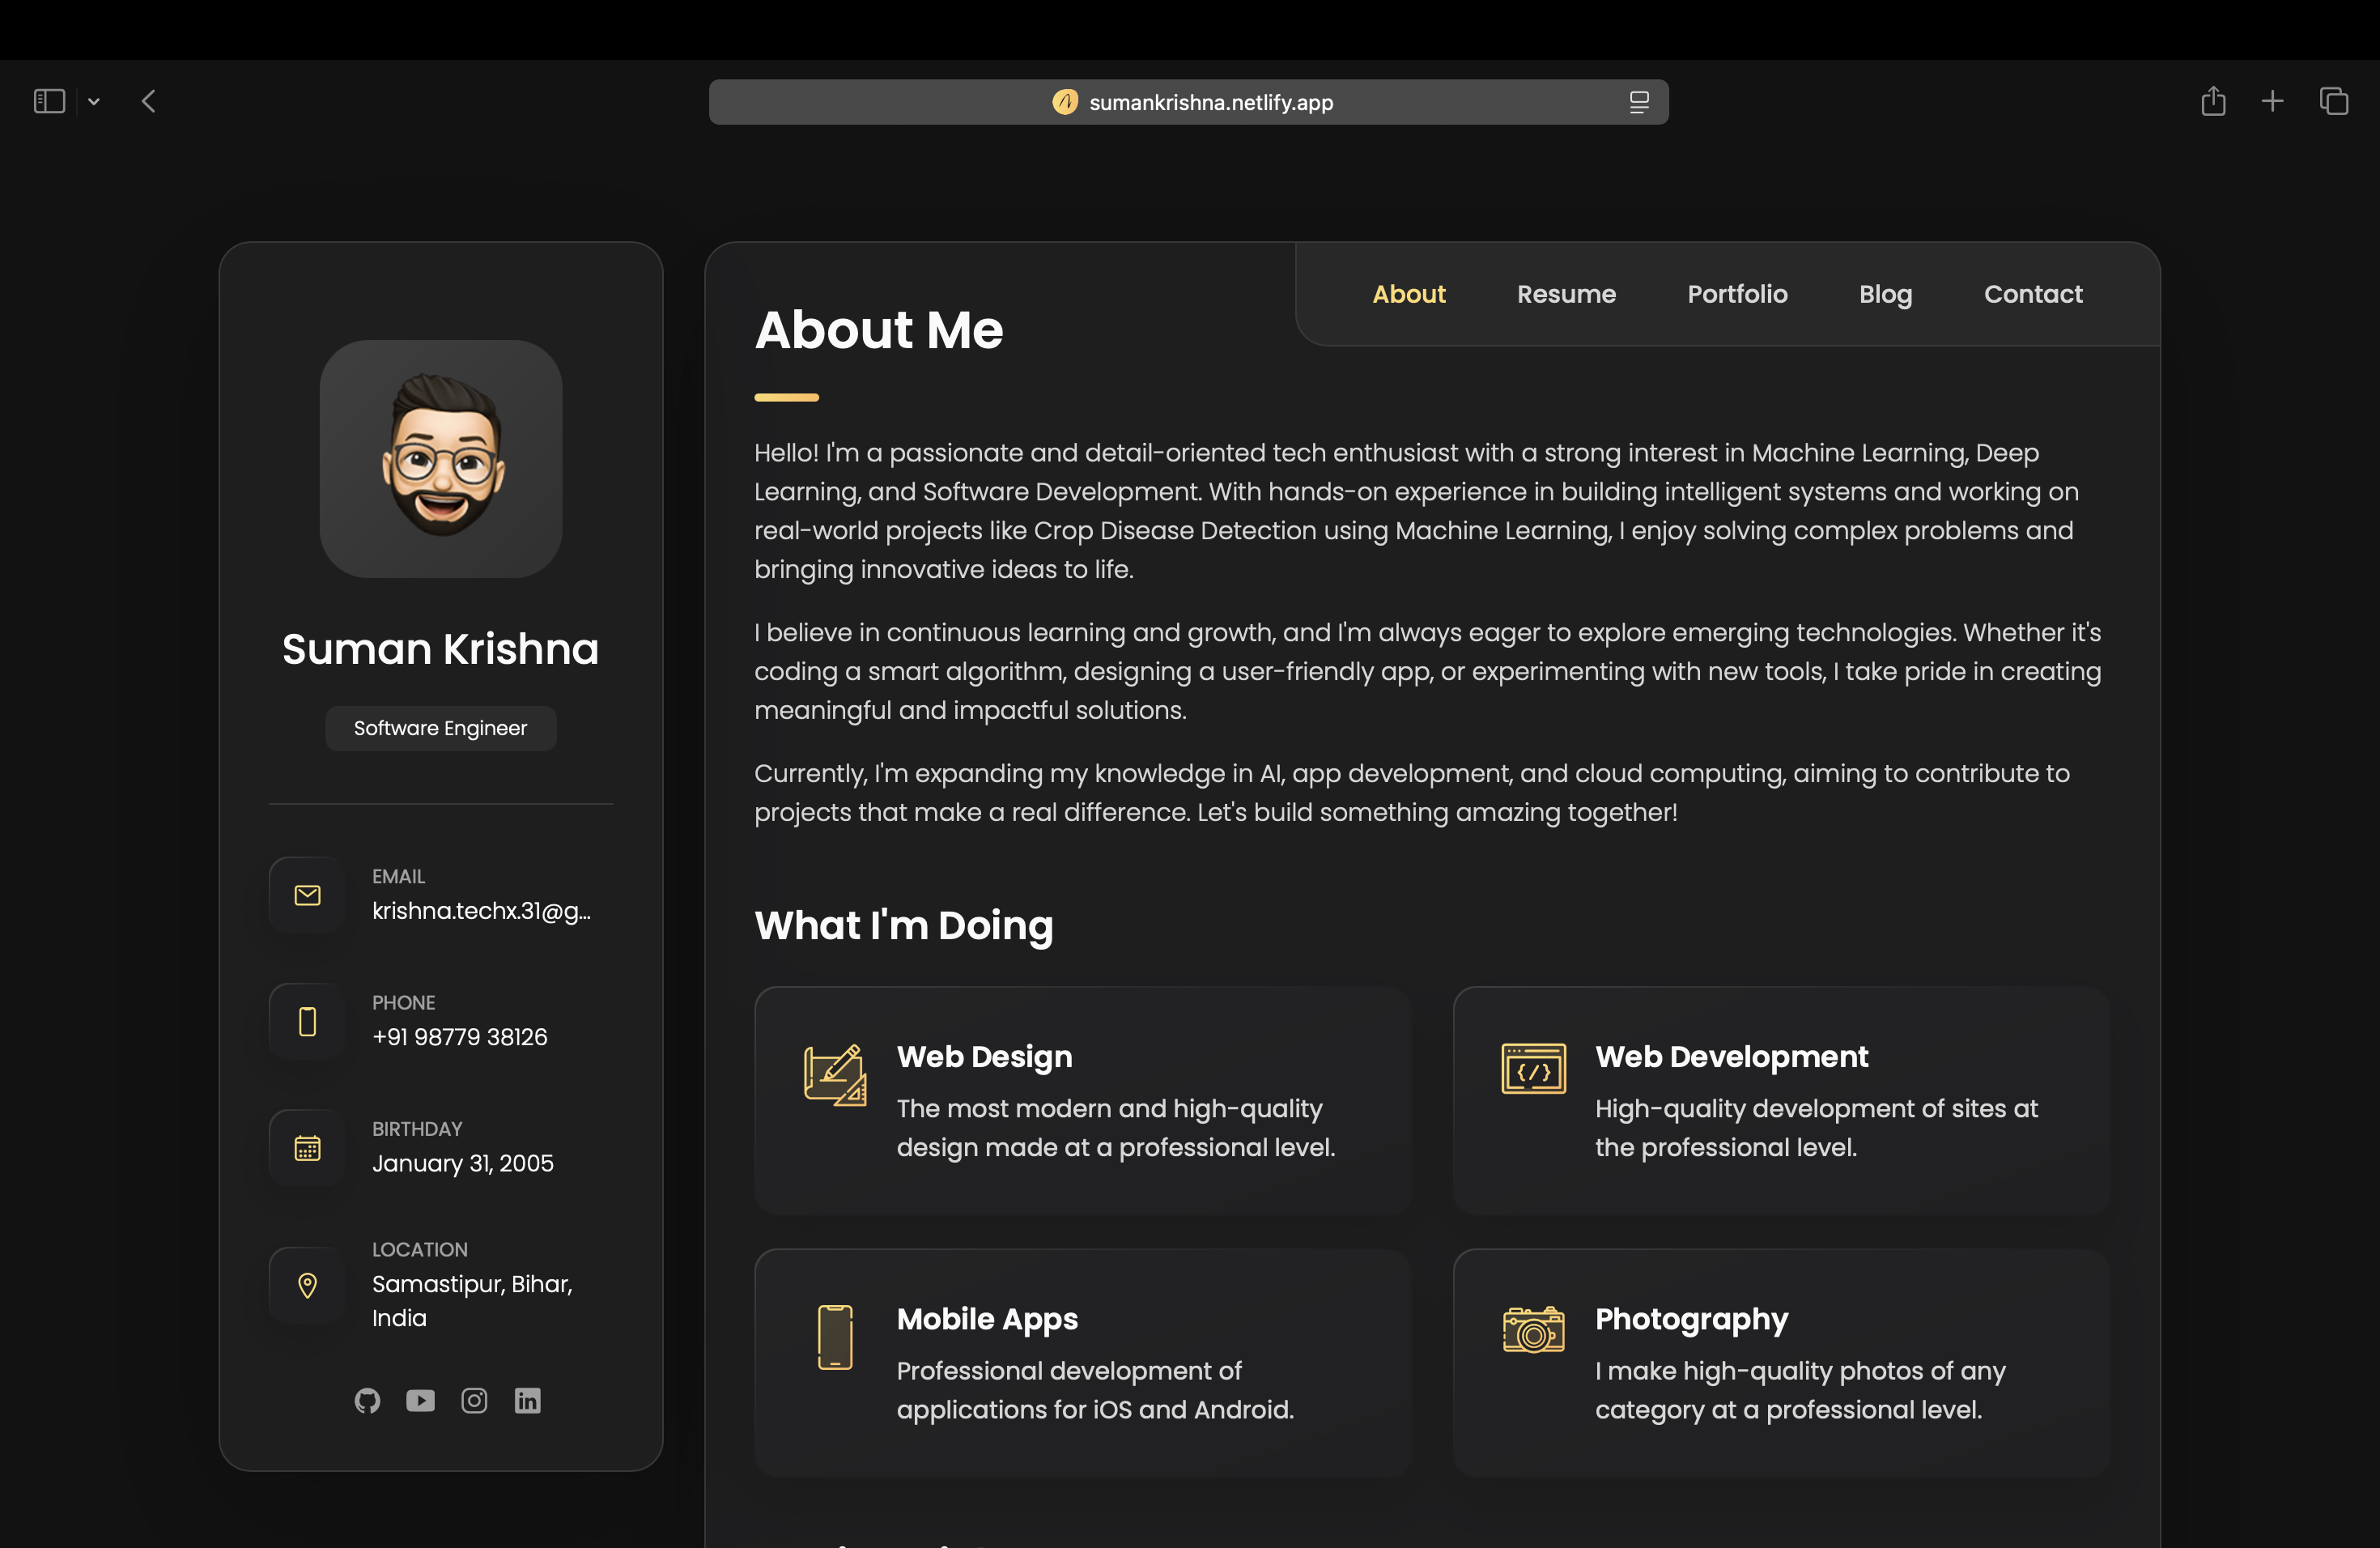 sumankrishna.netlify.app
Suman Krishna
Software Engineer
EMAIL
krishna.techx.31@g...
PHONE
+91 98779 38126
BIRTHDAY
January 31, 2005
LOCATION
Samastipur, Bihar,
India
About
Resume
Portfolio
Blog
Contact
About Me
Hello! I'm a passionate and detail-oriented tech enthusiast with a strong interest in Machine Learning, Deep
Learning, and Software Development. With hands-on experience in building intelligent systems and working on
real-world projects like Crop Disease Detection using Machine Learning, I enjoy solving complex problems and
bringing innovative ideas to life.
I believe in continuous learning and growth, and I'm always eager to explore emerging technologies. Whether it's
coding a smart algorithm, designing a user-friendly app, or experimenting with new tools, I take pride in creating
meaningful and impactful solutions.
Currently, I'm expanding my knowledge in AI, app development, and cloud computing, aiming to contribute to
projects that make a real difference. Let's build something amazing together!
What I'm Doing
Web Design
The most modern and high-quality
design made at a professional level.
Web Development
High-quality development of sites at
the professional level.
Mobile Apps
Professional development of
applications for iOS and Android.
Photography
I make high-quality photos of any
category at a professional level.